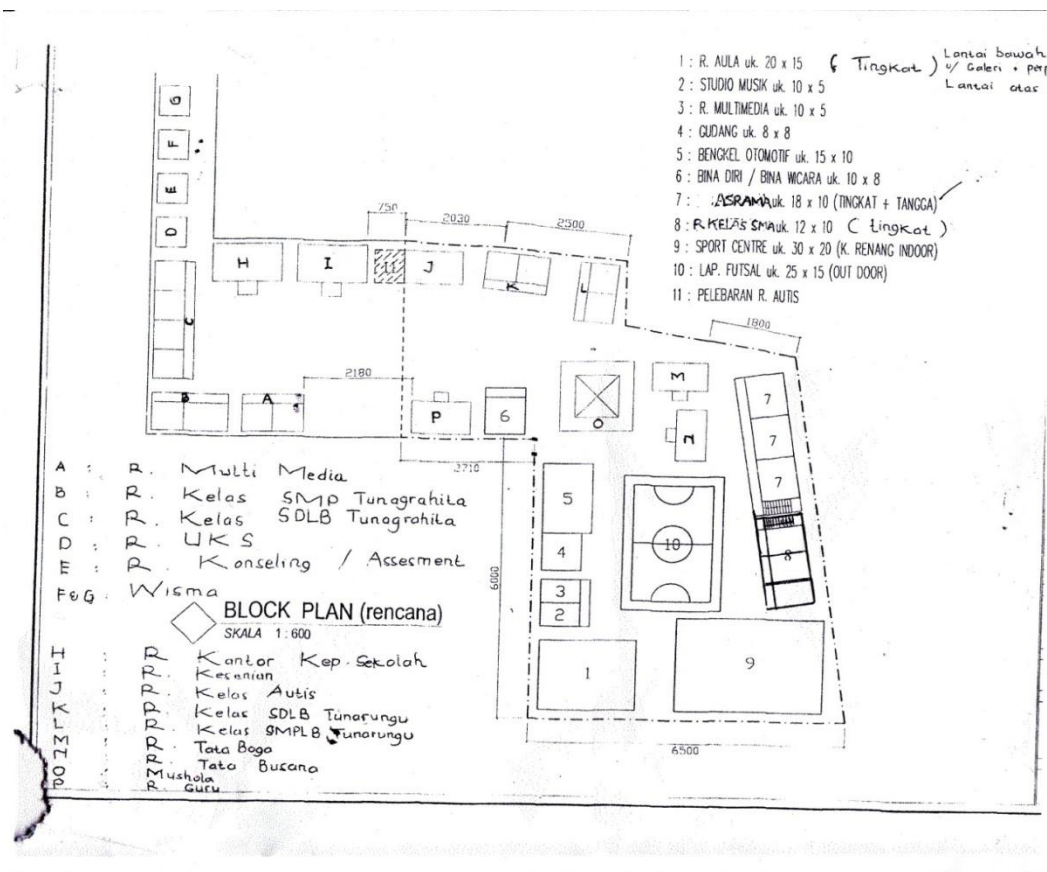 1 : R. AULA uk. 20 x 15 ( Tingkat ) Lantai bawah
u/ Galeri +
Lantai atas
2 : STUDIO MUSIK uk. 10 x 5
3 : R. MULTIMEDIA uk. 10 x 5
4 : GUDANG uk. 8 x 8
5 : BENGKEL OTOMOTIF uk. 15 x 10
6 : BINA DIRI / BINA WICARA uk. 10 x 8
7 : ASRAMA uk. 18 x 10 (TINGKAT + TANGGA)
8 : R KELAS SMA uk. 12 x 10 ( tingkat )
9 : SPORT CENTRE uk. 30 x 20 (K. RENANG INDOOR)
10 : LAP. FUTSAL uk. 25 x 15 (OUT DOOR)
11 : PELEBARAN R. AUTIS
G
F
E
D
750
2030
2500
H
I
11
J
K
L
C
1800
2180
B
A
P
6
O
M
N
7
7
7
8
2710
5
4
3
2
10
6000
1
9
6500
A : R. Multi Media
B : R. Kelas SMP Tunagrahita
C : R. Kelas SDLB Tunagrahita
D : R. UKS
E : R. Konseling / Assesment
F&G. Wisma
BLOCK PLAN (rencana)
SKALA 1 : 600
H : R Kantor Kep. Sekolah
I : R. Kesenian
J : R. Kelas Autis
K : R. Kelas SDLB Tunarungu
L : R. Kelas SMPLB Tunarungu
M : R. Tata Boga
N : R. Tata Busana
O : Mushola
P : R. Guru